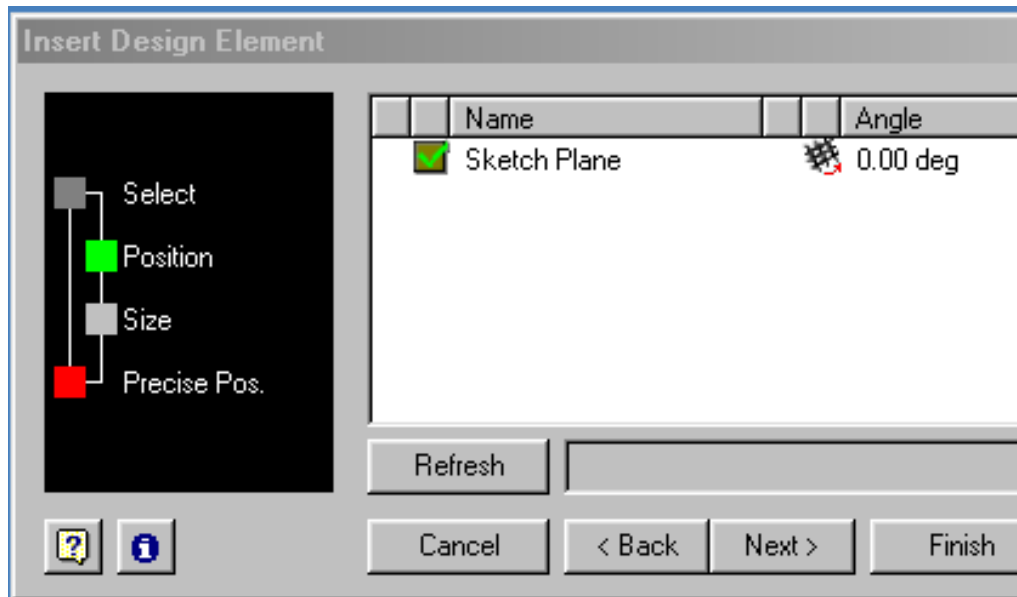 Insert Design Element
Select
Position
Size
Precise Pos.
Name Angle
Sketch Plane 0.00 deg
Refresh
Cancel < Back Next > Finish